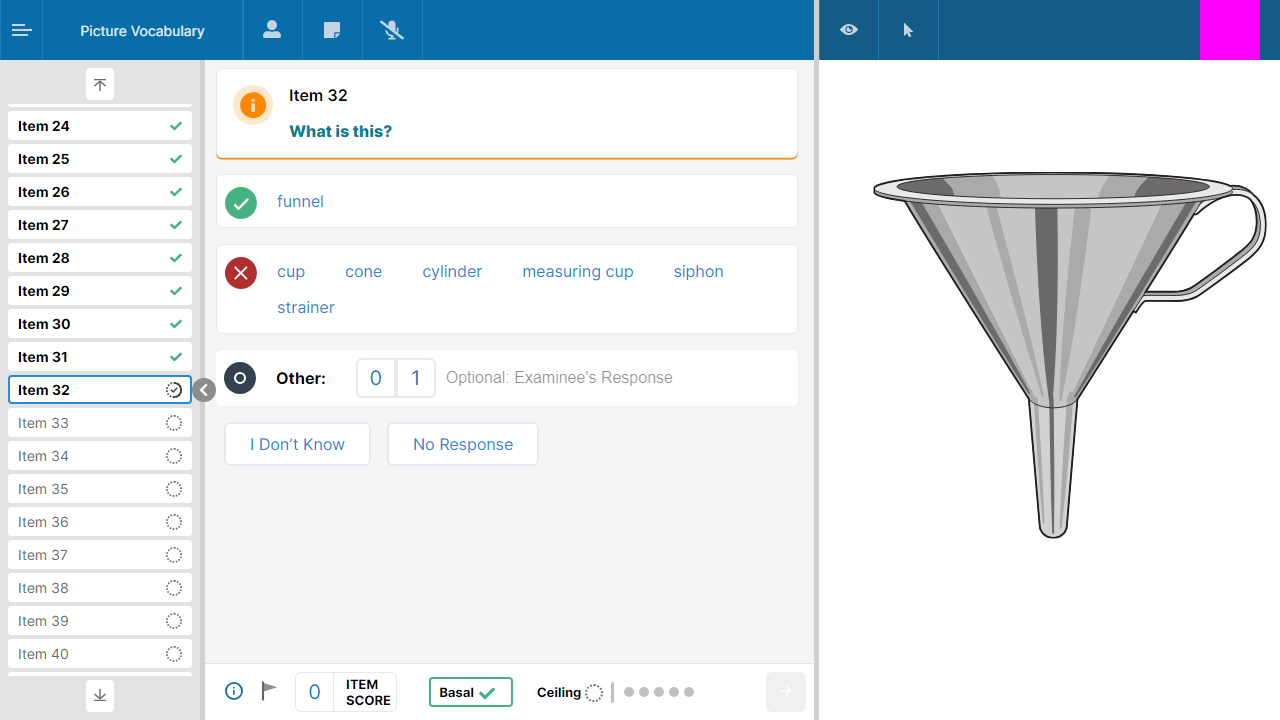 Picture Vocabulary
Item 24
Item 25
Item 26
Item 27
Item 28
Item 29
Item 30
Item 31
Item 32
Item 33
Item 34
Item 35
Item 36
Item 37
Item 38
Item 39
Item 40
Item 32
What is this?
funnel
cup cone cylinder measuring cup siphon
strainer
Other: 0 1 Optional: Examinee's Response
I Don’t Know No Response
0 ITEM SCORE Basal Ceiling